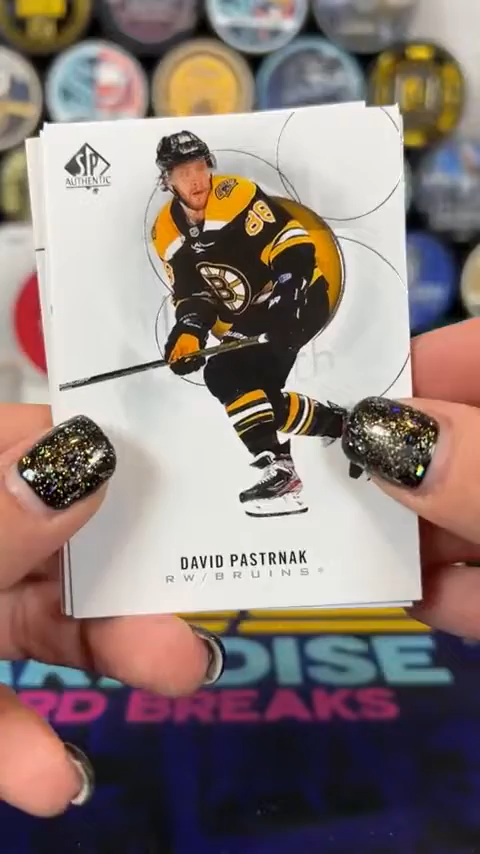 SP
AUTHENTIC
88
B
DAVID PASTRNAK
RW/BRUINS
DISE
RD BREAKS